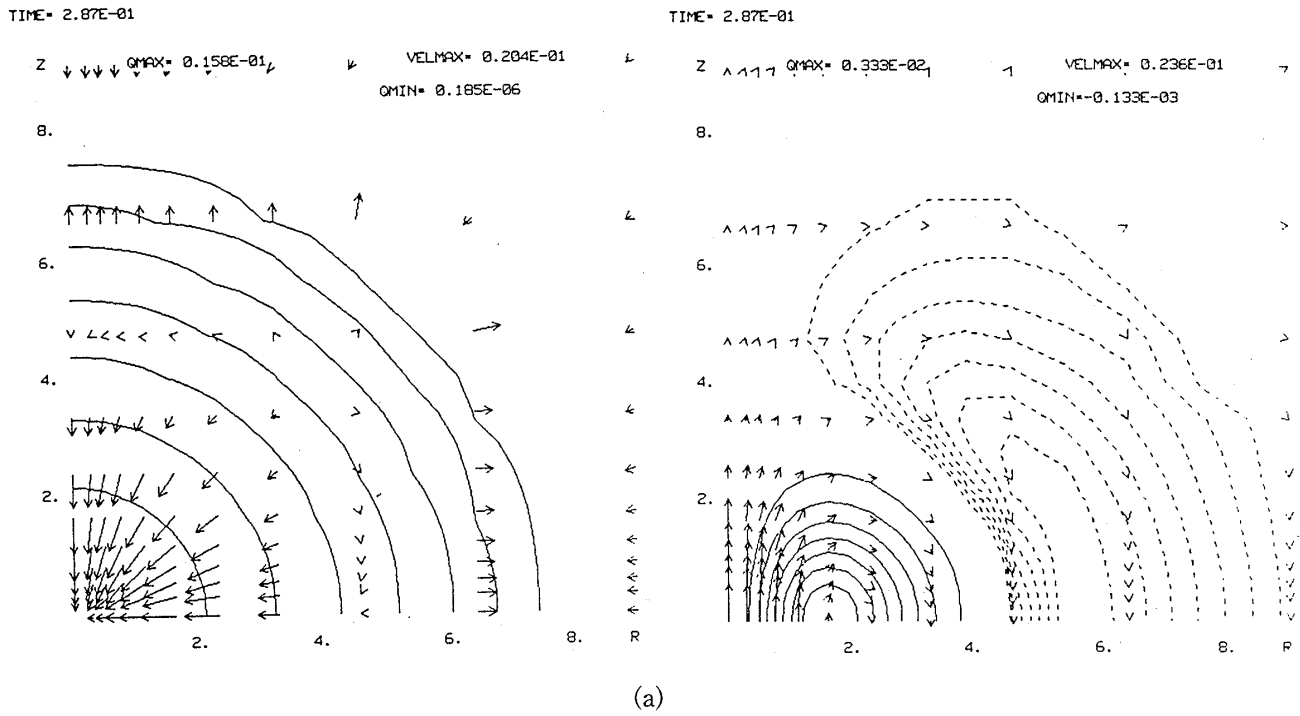 TIME= 2.87E-01
QMAX= 0.158E-01
VELMAX= 0.204E-01
QMIN= 0.185E-06
Z
8.
6.
4.
2.
2.
4.
6.
8.
R
TIME= 2.87E-01
QMAX= 0.333E-02
VELMAX= 0.236E-01
QMIN=-0.133E-03
Z
8.
6.
4.
2.
2.
4.
6.
8.
R
(a)